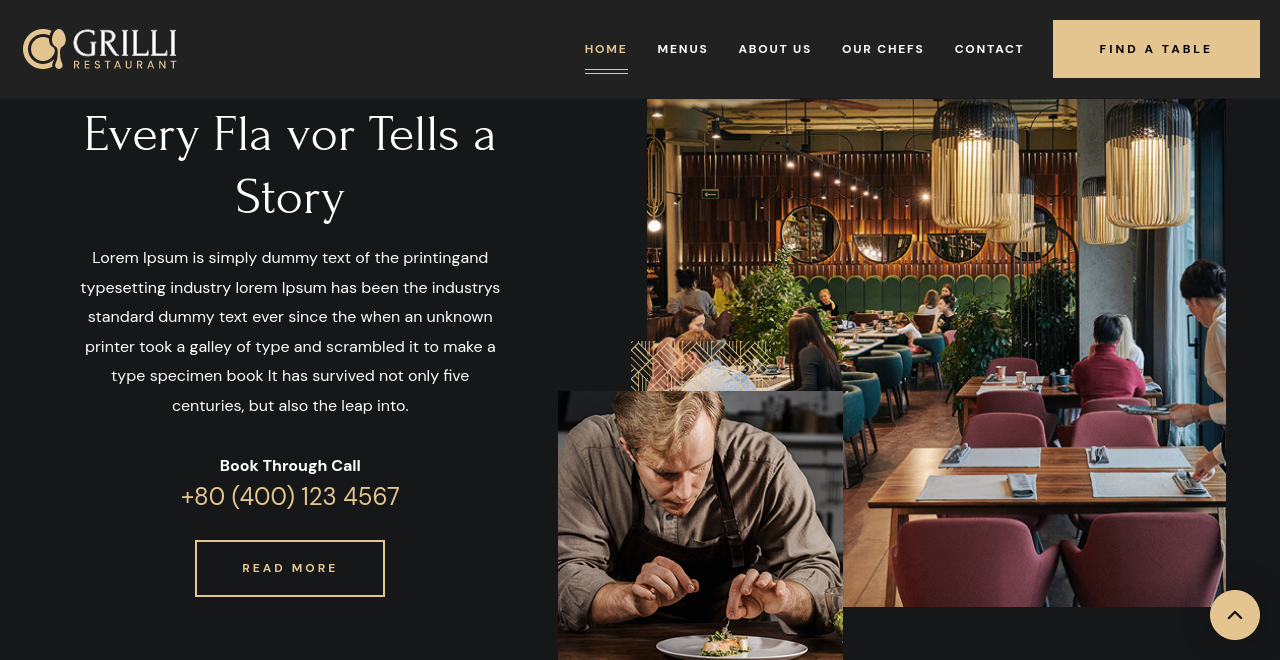 GRILLI
RESTAURANT
HOME
MENUS
ABOUT US
OUR CHEFS
CONTACT
FIND A TABLE
Every Fla vor Tells a
Story
Lorem Ipsum is simply dummy text of the printingand
typesetting industry lorem Ipsum has been the industrys
standard dummy text ever since the when an unknown
printer took a galley of type and scrambled it to make a
type specimen book It has survived not only five
centuries, but also the leap into.
Book Through Call
+80 (400) 123 4567
READ MORE